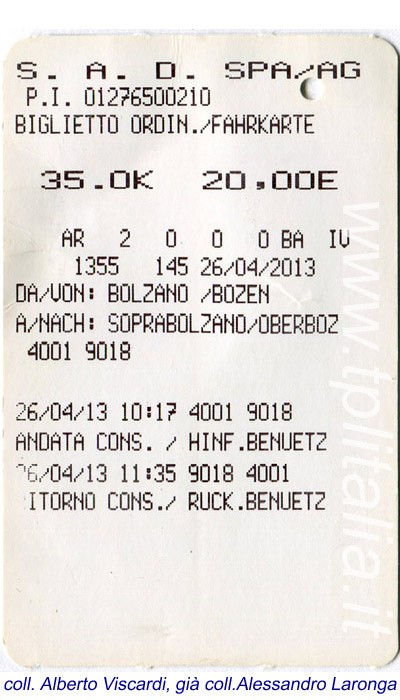 S. A. D. SPA/AG
P.I. 01276500210
BIGLIETTO ORDIN./FAHRKARTE
35.0K 20,00E
AR 2 0 0 0 BA IV
1355 145 26/04/2013
DA/VON: BOLZANO /BOZEN
A/NACH: SOPRABOLZANO/OBERBOZ
4001 9018
26/04/13 10:17 4001 9018
ANDATA CONS. / HINF.BENUETZ
26/04/13 11:35 9018 4001
RITORNO CONS./ RUCK.BENUETZ
www.tplitalia.it
coll. Alberto Viscardi, già coll.Alessandro Laronga